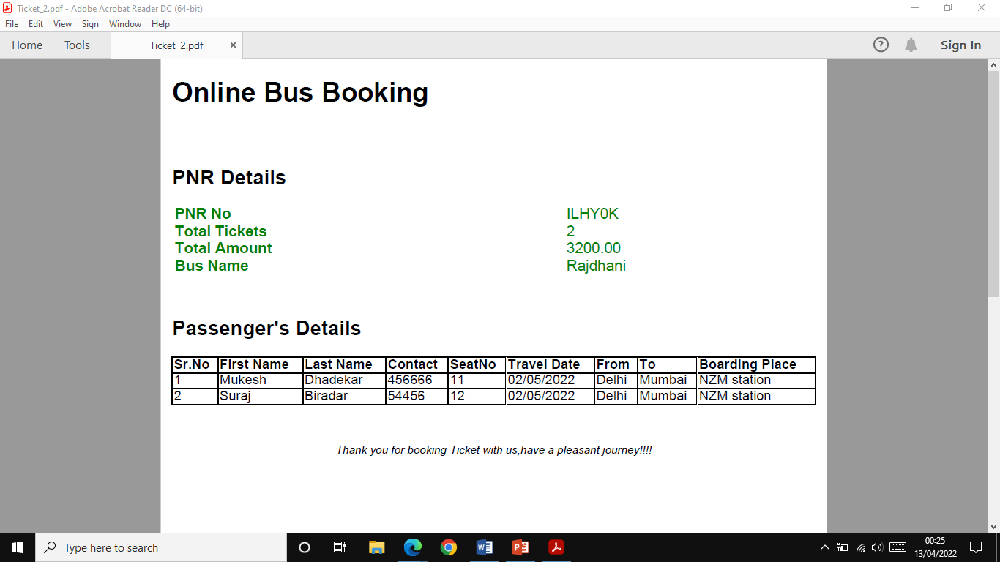 Ticket_2.pdf - Adobe Acrobat Reader DC (64-bit)
File Edit View Sign Window Help
Home Tools Ticket_2.pdf × ? Sign In
Online Bus Booking
PNR Details
PNR No ILHY0K
Total Tickets 2
Total Amount 3200.00
Bus Name Rajdhani
Passenger's Details
Sr.No First Name Last Name Contact SeatNo Travel Date From To Boarding Place
1 Mukesh Dhadekar 456666 11 02/05/2022 Delhi Mumbai NZM station
2 Suraj Biradar 54456 12 02/05/2022 Delhi Mumbai NZM station
Thank you for booking Ticket with us,have a pleasant journey!!!!
Type here to search
00:25
13/04/2022